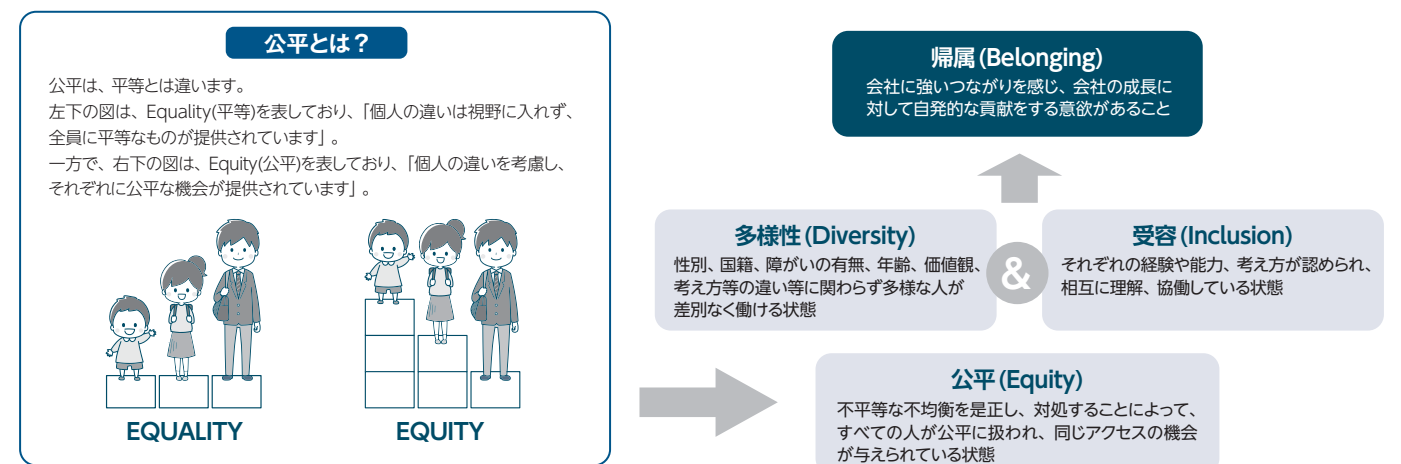 公平とは？
公平は、平等とは違います。
左下の図は、Equality(平等)を表しており、「個人の違いは視野に入れず、
全員に平等なものが提供されています」。
一方で、右下の図は、Equity(公平)を表しており、「個人の違いを考慮し、
それぞれに公平な機会が提供されています」。
EQUALITY
EQUITY
帰属(Belonging)
会社に強いつながりを感じ、会社の成長に
対して自発的な貢献をする意欲があること
多様性(Diversity)
性別、国籍、障がいの有無、年齢、価値観、
考え方等の違い等に関わらず多様な人が
差別なく働ける状態
&
受容(Inclusion)
それぞれの経験や能力、考え方が認められ、
相互に理解、協働している状態
公平(Equity)
不平等な不均衡を是正し、対処することによって、
すべての人が公平に扱われ、同じアクセスの機会
が与えられている状態